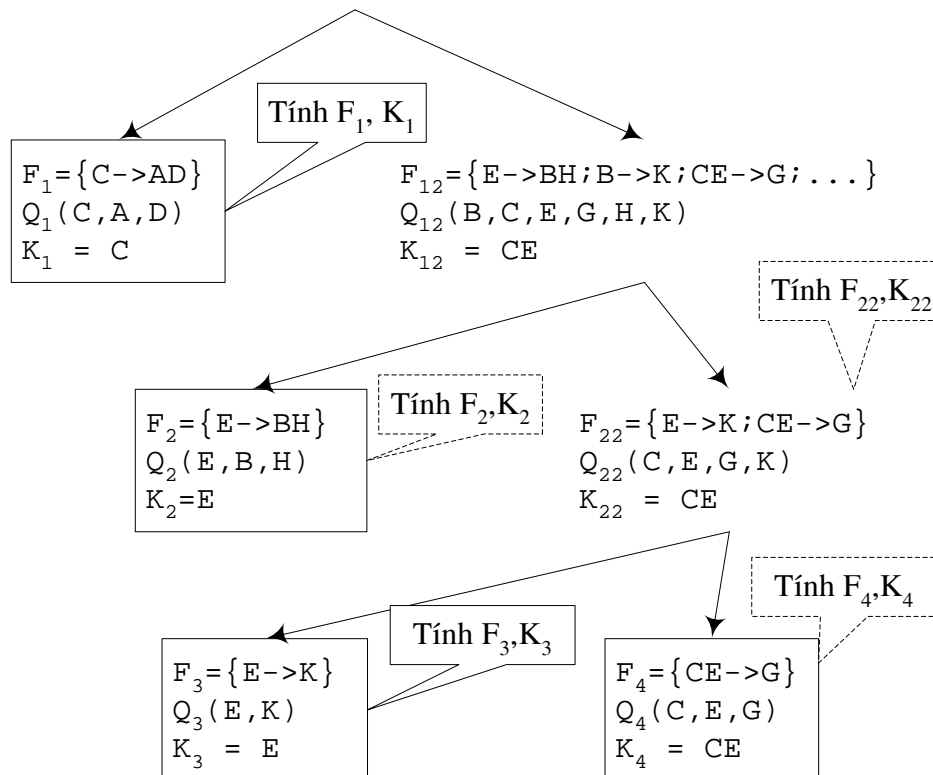 Tính F₁, K₁
F₁={C->AD}
Q₁(C,A,D)
K₁ = C
F₁₂={E->BH;B->K;CE->G;...}
Q₁₂(B,C,E,G,H,K)
K₁₂ = CE
Tính F₂₂,K₂₂
Tính F₂,K₂
F₂={E->BH}
Q₂(E,B,H)
K₂=E
F₂₂={E->K;CE->G}
Q₂₂(C,E,G,K)
K₂₂ = CE
Tính F₃,K₃
Tính F₄,K₄
F₃={E->K}
Q₃(E,K)
K₃ = E
F₄={CE->G}
Q₄(C,E,G)
K₄ = CE